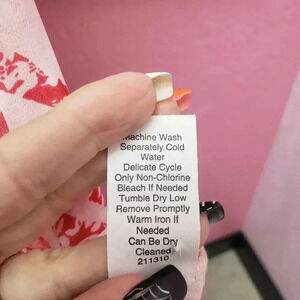 Machine Wash
Separately Cold
Water
Delicate Cycle
Only Non-Chlorine
Bleach If Needed
Tumble Dry Low
Remove Promptly
Warm Iron If
Needed
Can Be Dry
Cleaned
211310